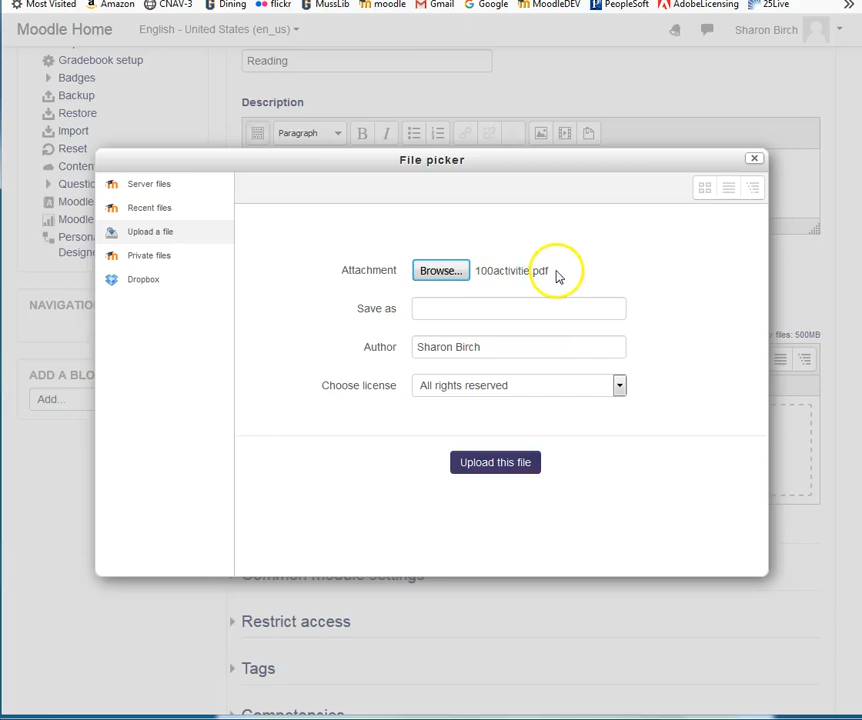 Most Visited Amazon CNAV-3 Dining flickr MussLib moodle Gmail Google MoodleDEV PeopleSoft AdobeLicensing 25Live
Moodle Home English - United States (en_us) Sharon Birch
Gradebook setup
Badges
Backup
Restore
Import
Reset
Conten
Questio
Moodle
Moodle
Persona
Designe
NAVIGATION
ADD A BLO
Add...
Reading
Description
Paragraph B I
File picker
Server files
Recent files
Upload a file
Private files
Dropbox
Attachment Browse... 100activitie.pdf
Save as
Author Sharon Birch
Choose license All rights reserved
Upload this file
files: 500MB
Common module settings
Restrict access
Tags
Competencies